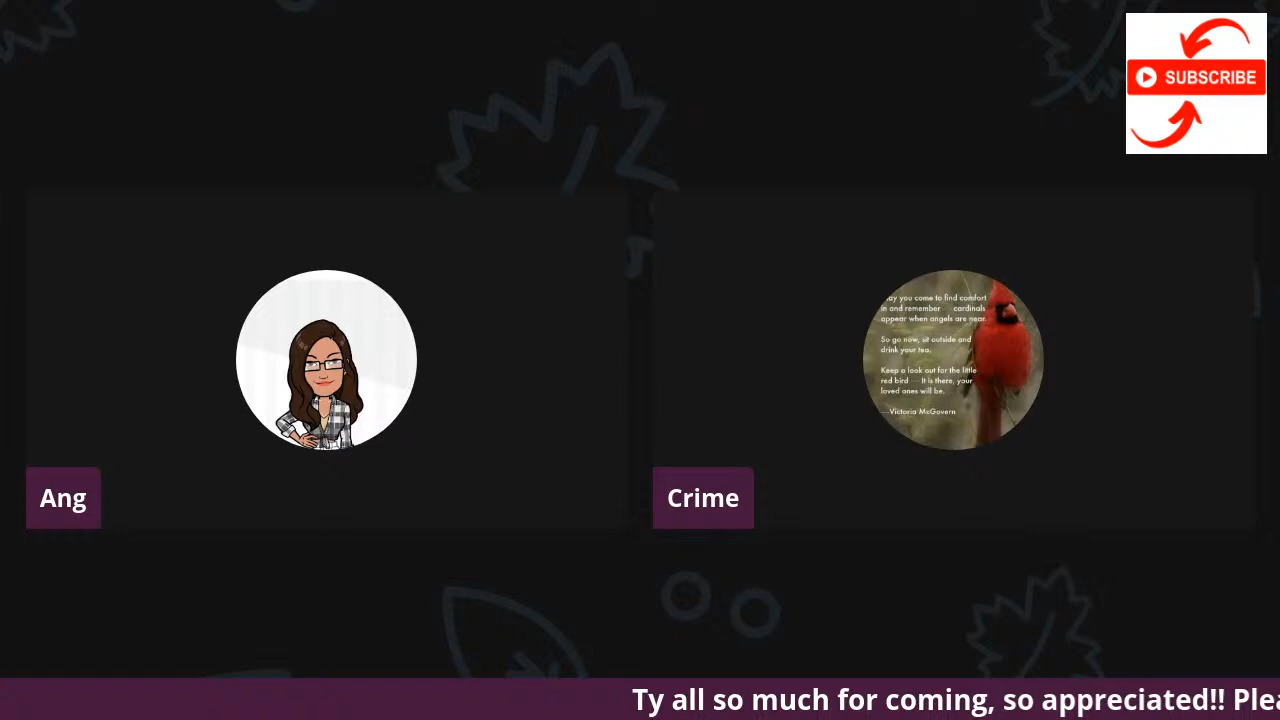 SUBSCRIBE
ay you come to find comfort
in and remember — cardinals
appear when angels are near.
So go now, sit outside and
drink your tea.
Keep a look out for the little
red bird — It is there, your
loved ones will be.
—Victoria McGovern
Ang
Crime
Ty all so much for coming, so appreciated!! Plea